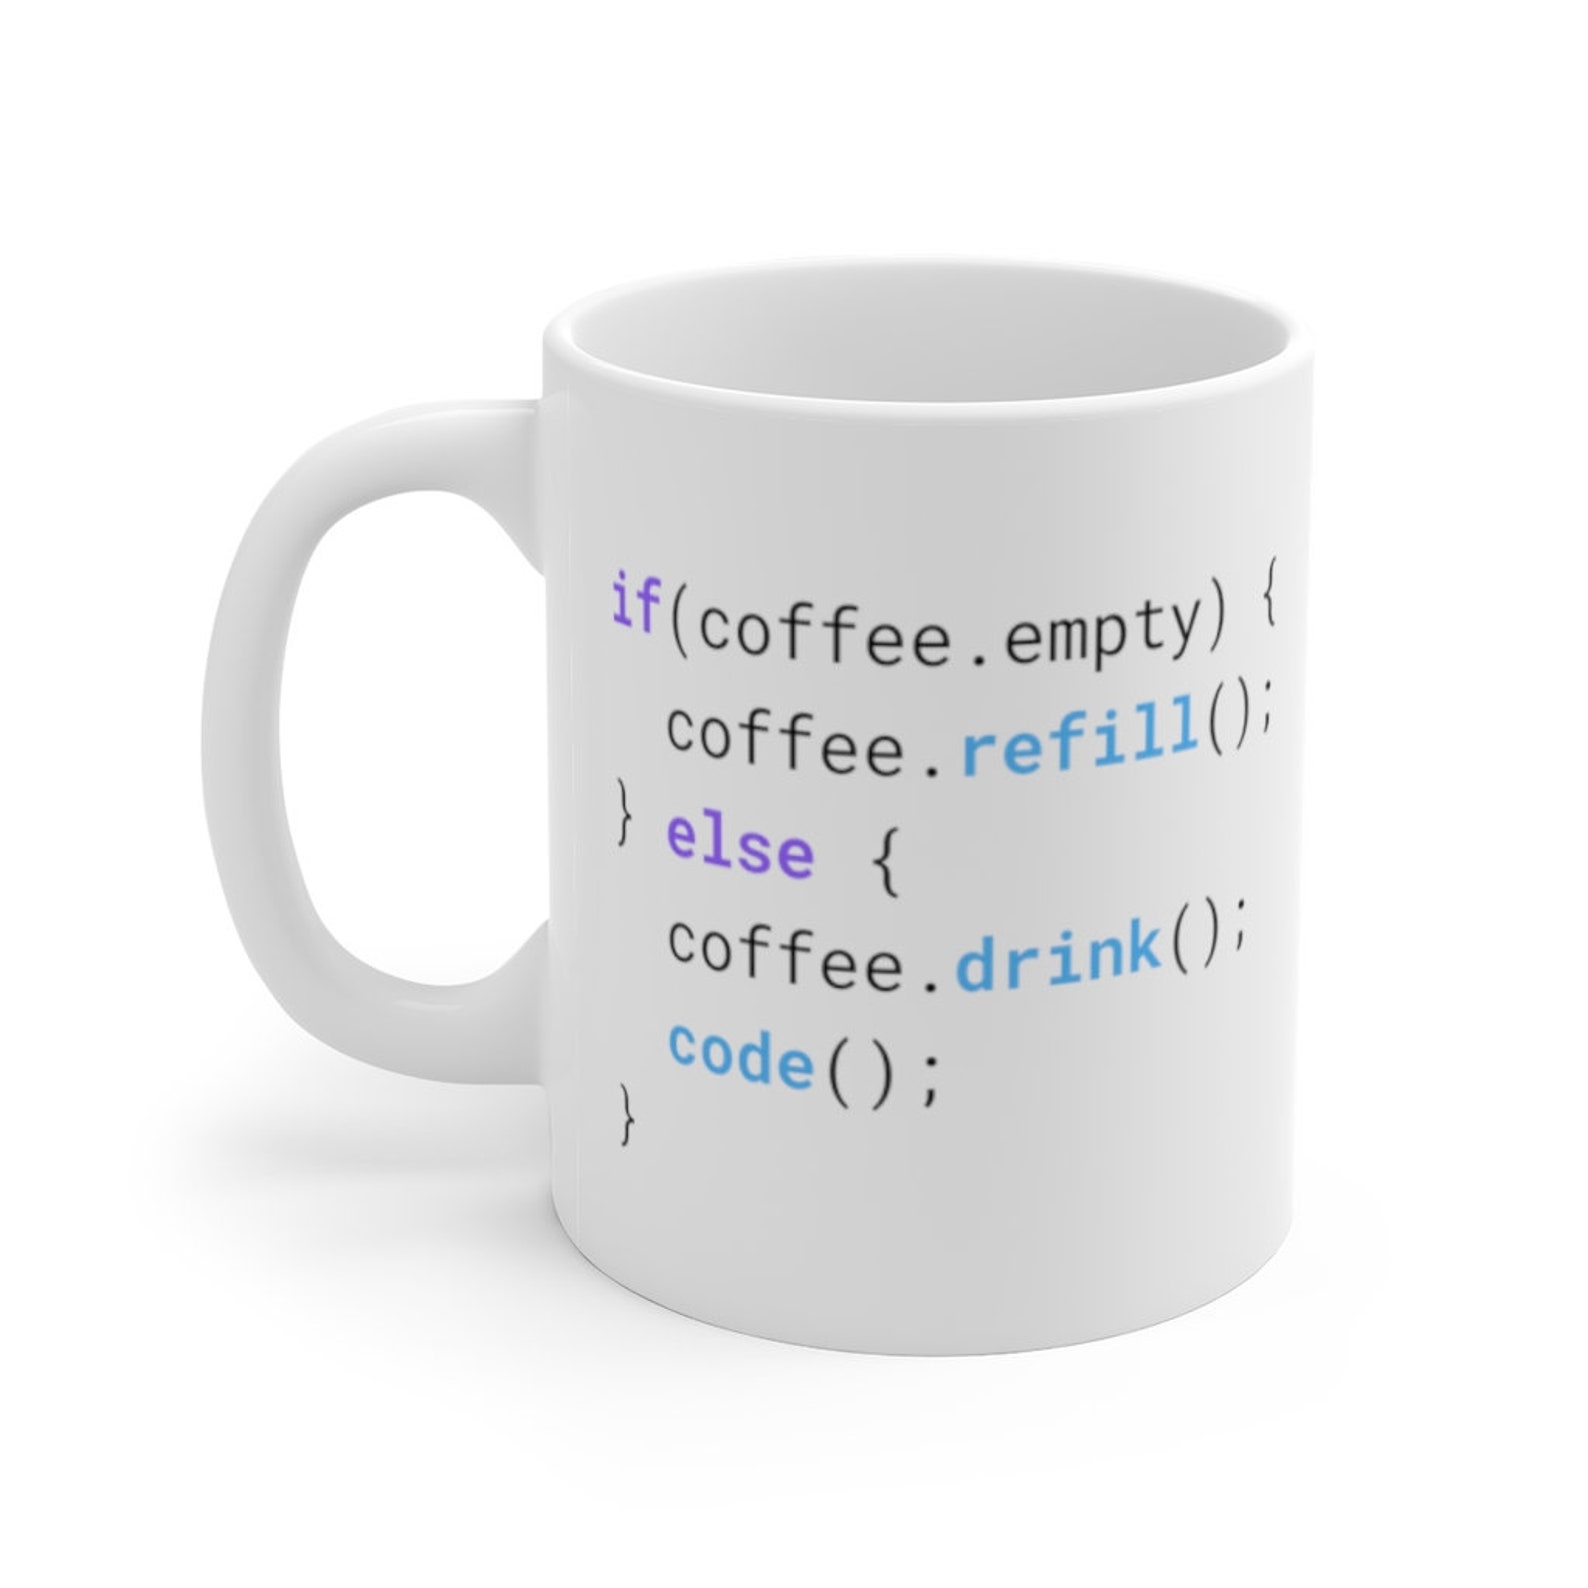 if(coffee.empty) {
coffee.refill();
} else {
coffee.drink();
code();
}